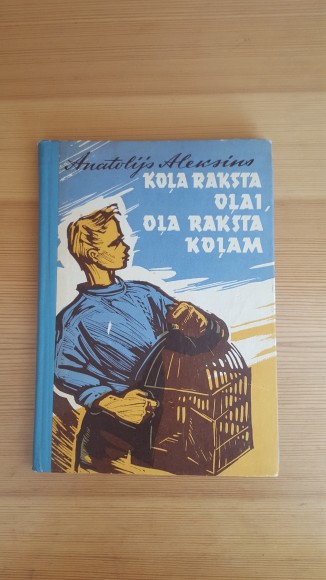 Anatolijs Aleksins
KOĻA RAKSTA
OĻAI,
OĻA RAKSTA
KOĻAM